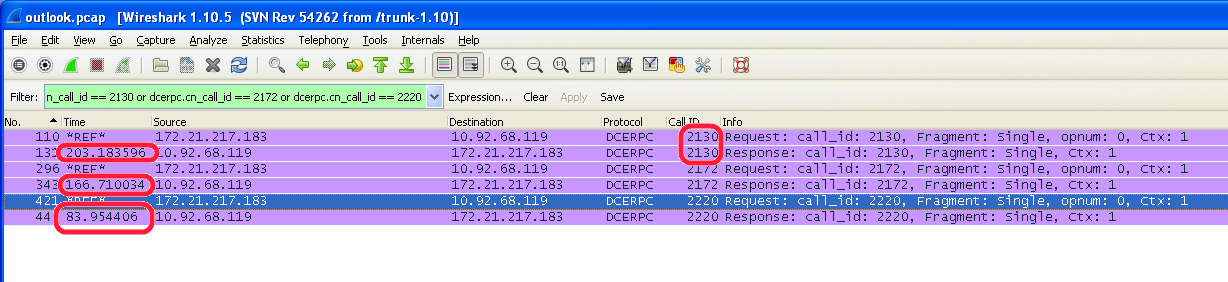 outlook.pcap [Wireshark 1.10.5 (SVN Rev 54262 from /trunk-1.10)]
File Edit View Go Capture Analyze Statistics Telephony Tools Internals Help
Filter: n_call_id == 2130 or dcerpc.cn_call_id == 2172 or dcerpc.cn_call_id == 2220 Expression... Clear Apply Save
No. Time Source Destination Protocol Call ID Info
110 *REF* 172.21.217.183 10.92.68.119 DCERPC 2130 Request: call_id: 2130, Fragment: Single, opnum: 0, Ctx: 1
203.183596 10.92.68.119 172.21.217.183 DCERPC 2130 Response: call_id: 2130, Fragment: Single, Ctx: 1
296 *REF* 172.21.217.183 10.92.68.119 DCERPC 2172 Request: call_id: 2172, Fragment: Single, opnum: 0, Ctx: 1
343 166.710034 10.92.68.119 172.21.217.183 DCERPC 2172 Response: call_id: 2172, Fragment: Single, Ctx: 1
421 *REF* 172.21.217.183 10.92.68.119 DCERPC 2220 Request: call_id: 2220, Fragment: Single, opnum: 0, Ctx: 1
83.954406 10.92.68.119 172.21.217.183 DCERPC 2220 Response: call_id: 2220, Fragment: Single, Ctx: 1